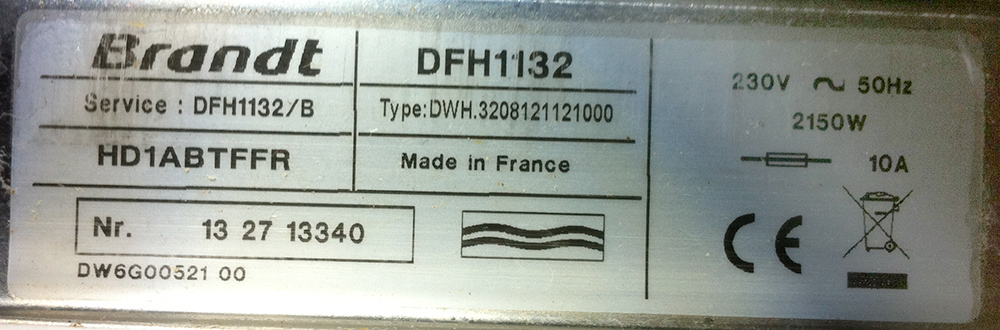 Brandt
Service : DFH1132/B
HD1ABTFFR
DFH1132
Type:DWH.3208121121000
Made in France
Nr. 13 27 13340
DW6G00521 00
230V ~ 50Hz
2150W
10A
CE